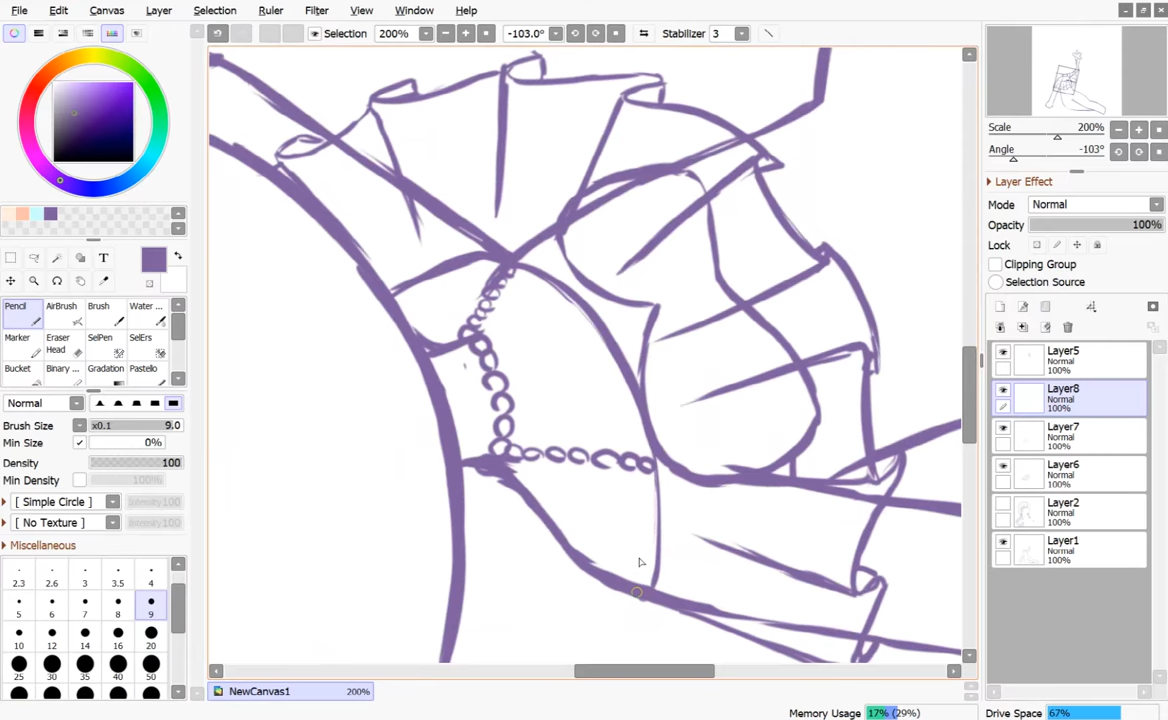 File Edit Canvas Layer Selection Ruler Filter View Window Help
Selection 200% -103.0° Stabilizer 3
Scale 200%
Angle -103°
Layer Effect
Mode Normal
Opacity 100%
Lock
Clipping Group
Selection Source
T
Pencil AirBrush Brush Water ...
Marker Eraser Head SelPen SelErs
Bucket Binary ... Gradation Pastello
Normal
Brush Size x0.1 9.0
Min Size 0%
Density 100
Min Density
[ Simple Circle ] Intensity 100
[ No Texture ] Intensity 100
Miscellaneous
2.3 2.6 3 3.5 4
5 6 7 8 9
10 12 14 16 20
25 30 35 40 50
Layer5
Normal
100%
Layer8
Normal
100%
Layer7
Normal
100%
Layer6
Normal
100%
Layer2
Normal
100%
Layer1
Normal
100%
NewCanvas1 200%
Memory Usage 17% (29%) Drive Space 67%